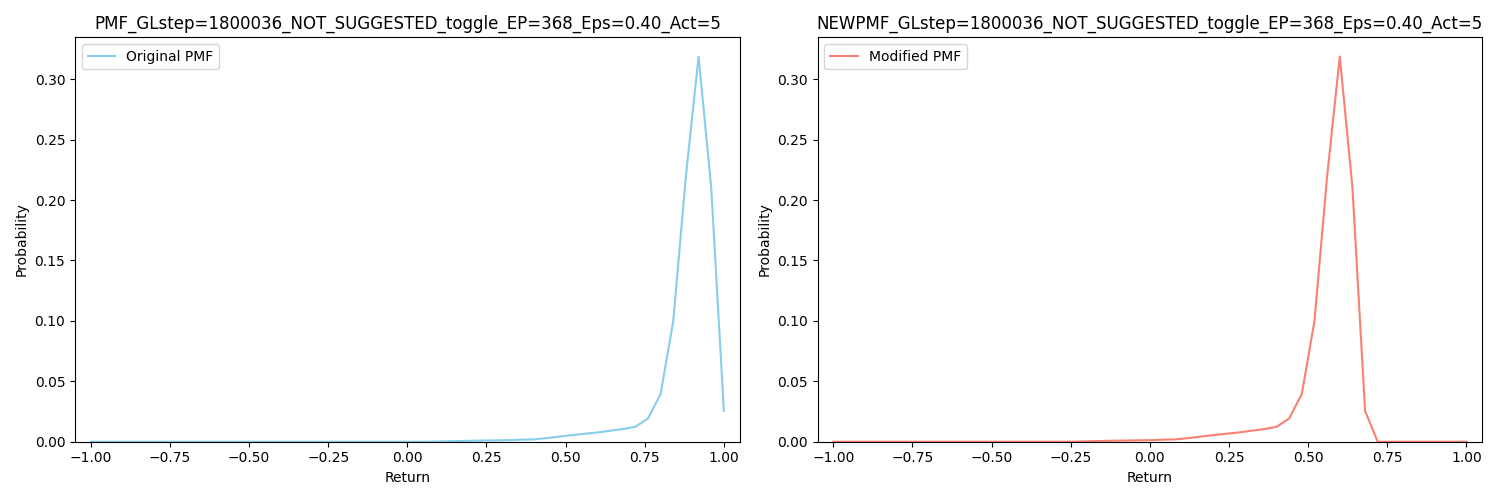 PMF_GLstep=1800036_NOT_SUGGESTED_toggle_EP=368_Eps=0.40_Act=5
Original PMF
Probability
0.30
0.25
0.20
0.15
0.10
0.05
0.00
−1.00 −0.75 −0.50 −0.25 0.00 0.25 0.50 0.75 1.00
Return
NEWPMF_GLstep=1800036_NOT_SUGGESTED_toggle_EP=368_Eps=0.40_Act=5
Modified PMF
Probability
0.30
0.25
0.20
0.15
0.10
0.05
0.00
−1.00 −0.75 −0.50 −0.25 0.00 0.25 0.50 0.75 1.00
Return